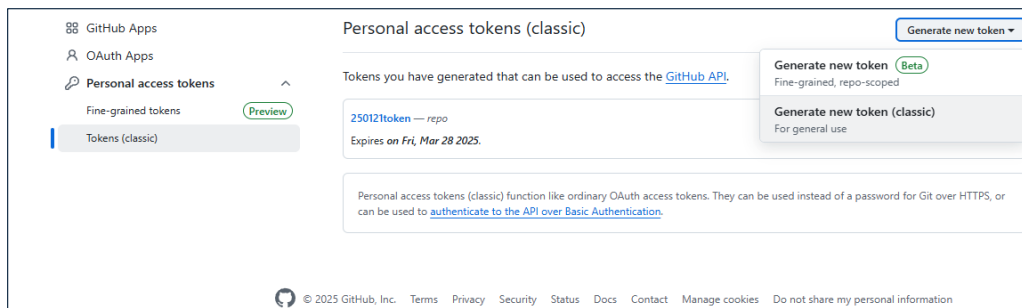 GitHub Apps
OAuth Apps
Personal access tokens
Fine-grained tokens Preview
Tokens (classic)
Personal access tokens (classic)
Generate new token
Generate new token Beta
Fine-grained, repo-scoped
Generate new token (classic)
For general use
Tokens you have generated that can be used to access the GitHub API.
250121token — repo
Expires on Fri, Mar 28 2025.
Personal access tokens (classic) function like ordinary OAuth access tokens. They can be used instead of a password for Git over HTTPS, or
can be used to authenticate to the API over Basic Authentication.
© 2025 GitHub, Inc. Terms Privacy Security Status Docs Contact Manage cookies Do not share my personal information